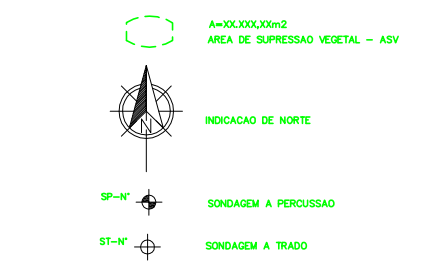 A=XX.XXX,XXm2
AREA DE SUPRESSAO VEGETAL - ASV
N
INDICACAO DE NORTE
SP-N°
SONDAGEM A PERCUSSAO
ST-N°
SONDAGEM A TRADO